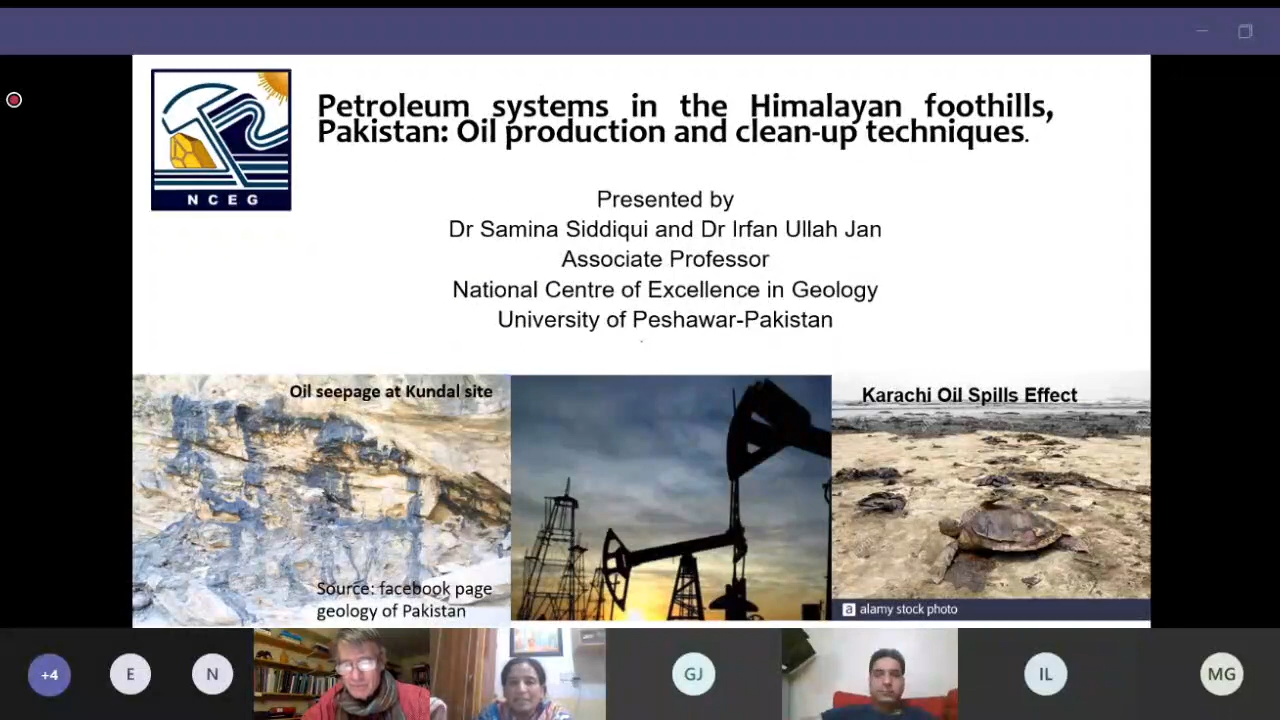 Petroleum systems in the Himalayan foothills,
Pakistan: Oil production and clean-up techniques.
NCEG
Presented by
Dr Samina Siddiqui and Dr Irfan Ullah Jan
Associate Professor
National Centre of Excellence in Geology
University of Peshawar-Pakistan
Oil seepage at Kundal site
Karachi Oil Spills Effect
Source: facebook page
geology of Pakistan
a alamy stock photo
+4
E
N
GJ
IL
MG